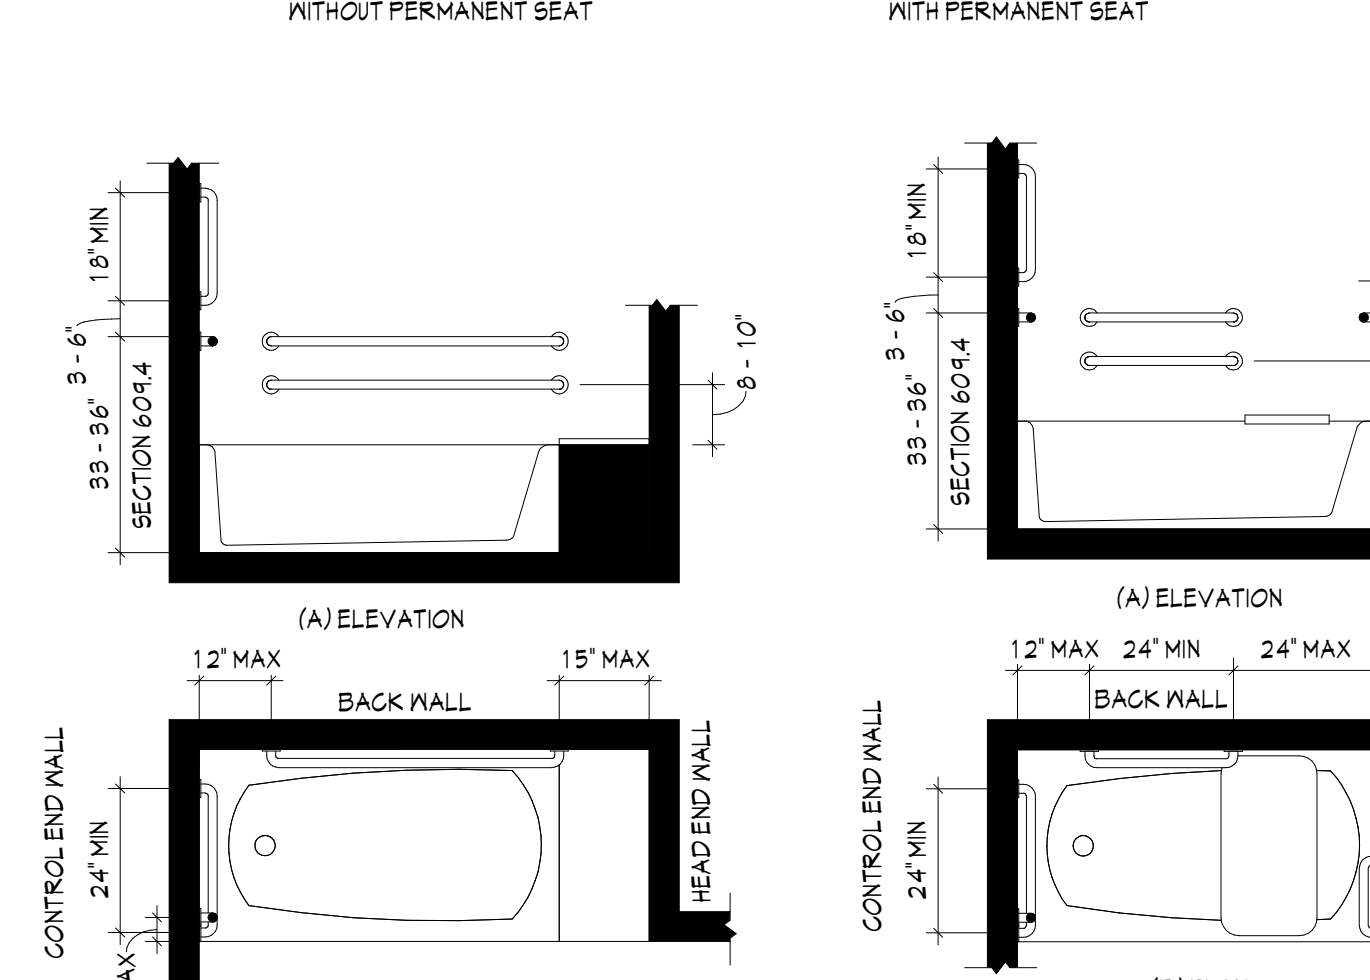 WITHOUT PERMANENT SEAT
WITH PERMANENT SEAT
18" MIN
3 - 6"
33 - 36"
SECTION 609.4
8 - 10"
18" MIN
3 - 6"
33 - 36"
SECTION 609.4
(A) ELEVATION
(A) ELEVATION
12" MAX
15" MAX
BACK WALL
CONTROL END WALL
24" MIN
HEAD END WALL
12" MAX
24" MIN
24" MAX
BACK WALL
CONTROL END WALL
24" MIN